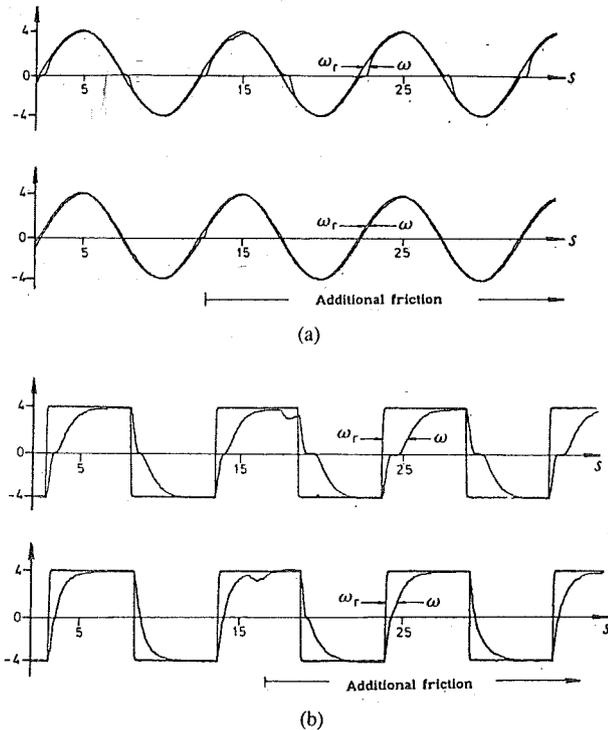 4
ω_r ω
0
5 15 25 S
-4
4
ω_r ω
0
5 15 25 S
-4
Additional friction
(a)
4
ω_r ω
0
5 15 25 S
-4
4
ω_r ω
0
5 15 25 S
-4
Additional friction
(b)